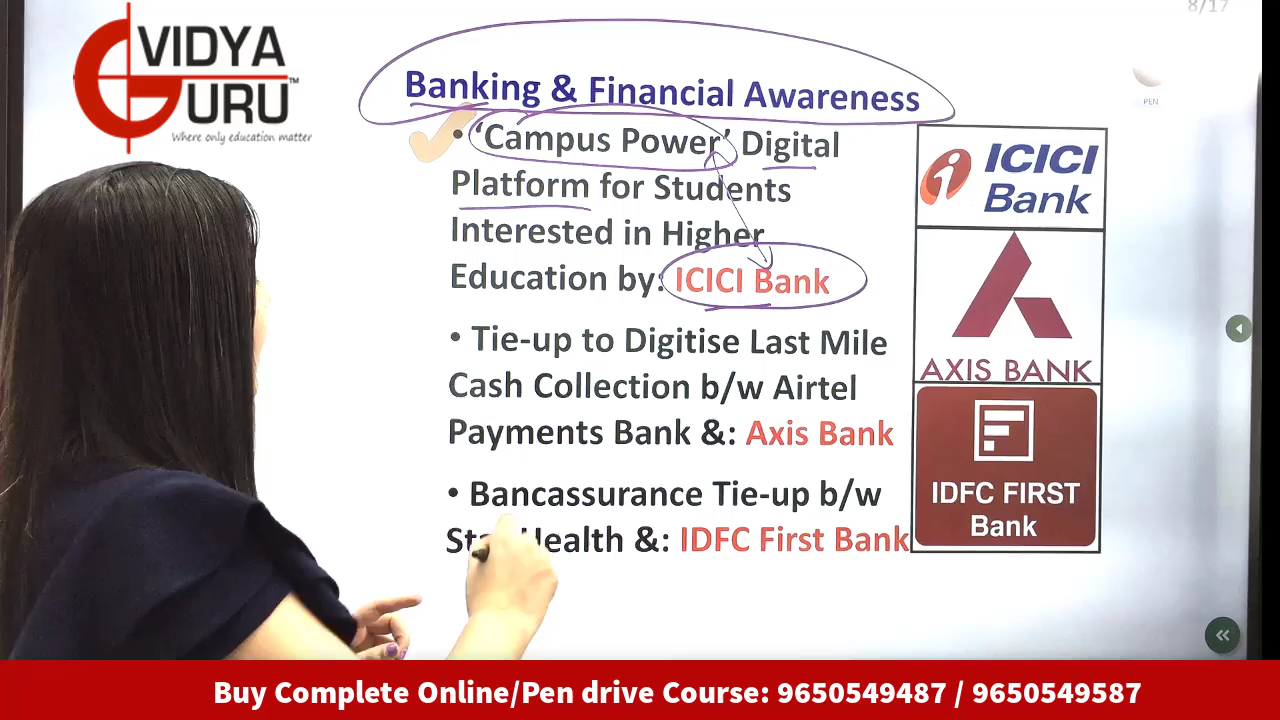 8/17
VIDYA
GURU™
Where only education matter
PEN
Banking & Financial Awareness
• 'Campus Power' Digital
Platform for Students
Interested in Higher
Education by: ICICI Bank
• Tie-up to Digitise Last Mile
Cash Collection b/w Airtel
Payments Bank &: Axis Bank
• Bancassurance Tie-up b/w
Health &: IDFC First Bank
ICICI
Bank
AXIS BANK
IDFC FIRST
Bank
Buy Complete Online/Pen drive Course: 9650549487 / 9650549587